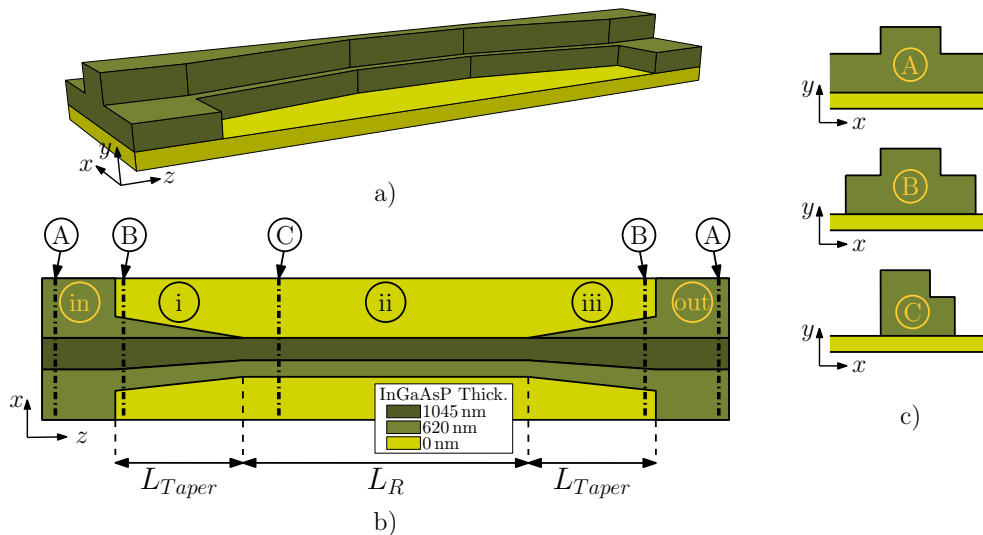 y
x
z
a)
A
B
C
B
A
in
i
ii
iii
out
InGaAsP Thick.
1045 nm
620 nm
0 nm
x
z
L_Taper
L_R
L_Taper
b)
A
y
x
B
y
x
C
y
x
c)